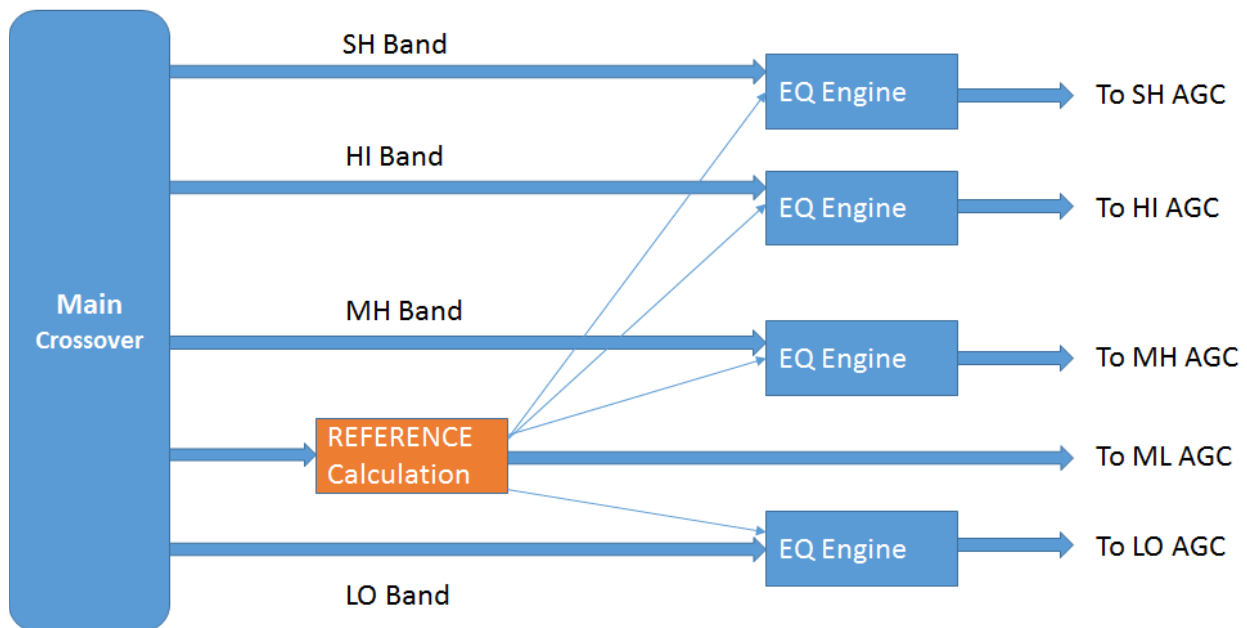 SH Band
EQ Engine
To SH AGC
HI Band
EQ Engine
To HI AGC
Main
Crossover
MH Band
EQ Engine
To MH AGC
REFERENCE
Calculation
To ML AGC
EQ Engine
To LO AGC
LO Band